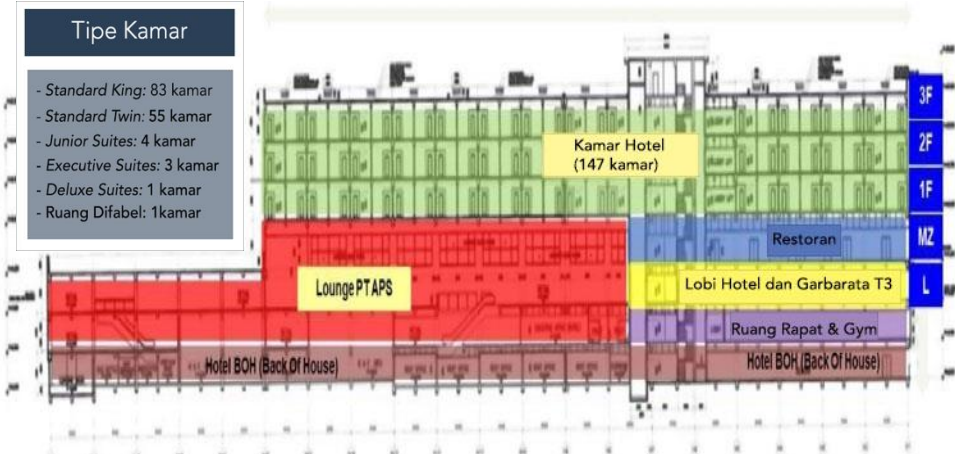 Tipe Kamar
- Standard King: 83 kamar
- Standard Twin: 55 kamar
- Junior Suites: 4 kamar
- Executive Suites: 3 kamar
- Deluxe Suites: 1 kamar
- Ruang Difabel: 1kamar
Kamar Hotel
(147 kamar)
3F
2F
1F
MZ
L
Restoran
Lounge PT APS
Lobi Hotel dan Garbarata T3
Ruang Rapat & Gym
Hotel BOH (Back Of House)
Hotel BOH (Back Of House)